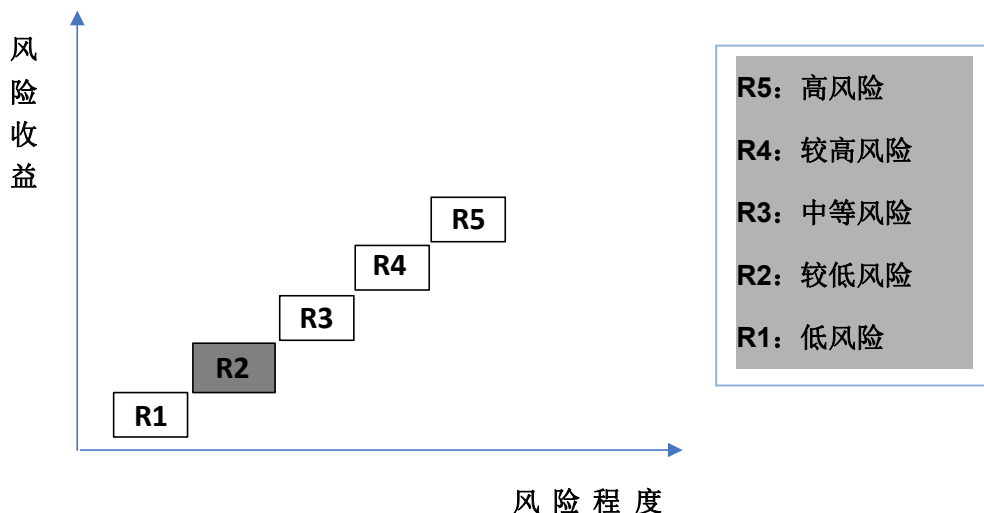 风
险
收
益
R5
R4
R3
R2
R1
风 险 程 度
R5：高风险
R4：较高风险
R3：中等风险
R2：较低风险
R1：低风险